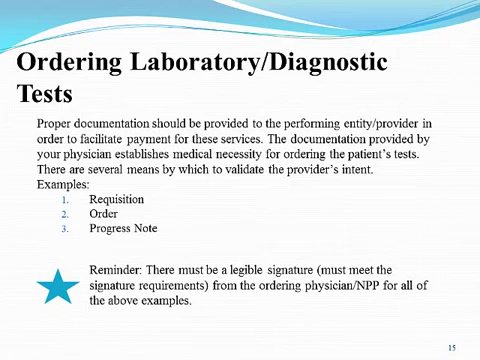 Ordering Laboratory/Diagnostic
Tests
Proper documentation should be provided to the performing entity/provider in
order to facilitate payment for these services. The documentation provided by
your physician establishes medical necessity for ordering the patient's tests.
There are several means by which to validate the provider's intent.
Examples:
1. Requisition
2. Order
3. Progress Note
Reminder: There must be a legible signature (must meet the
signature requirements) from the ordering physician/NPP for all of
the above examples.
15